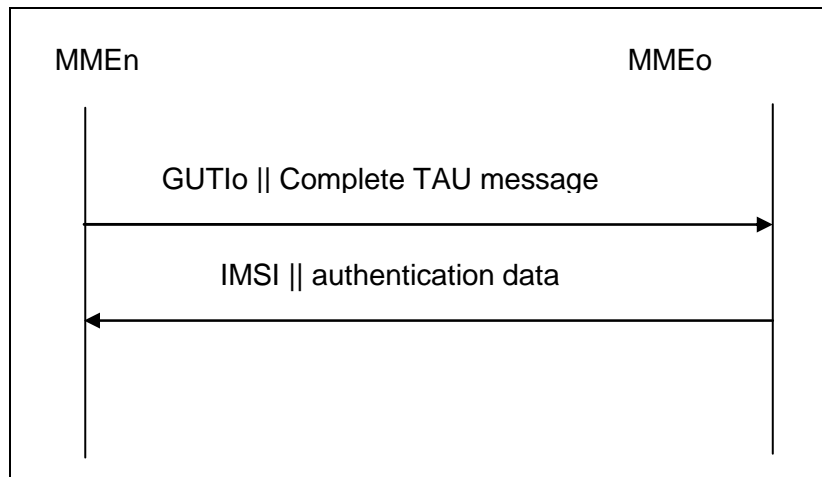 MMEn MMEo
GUTIo || Complete TAU message
IMSI || authentication data